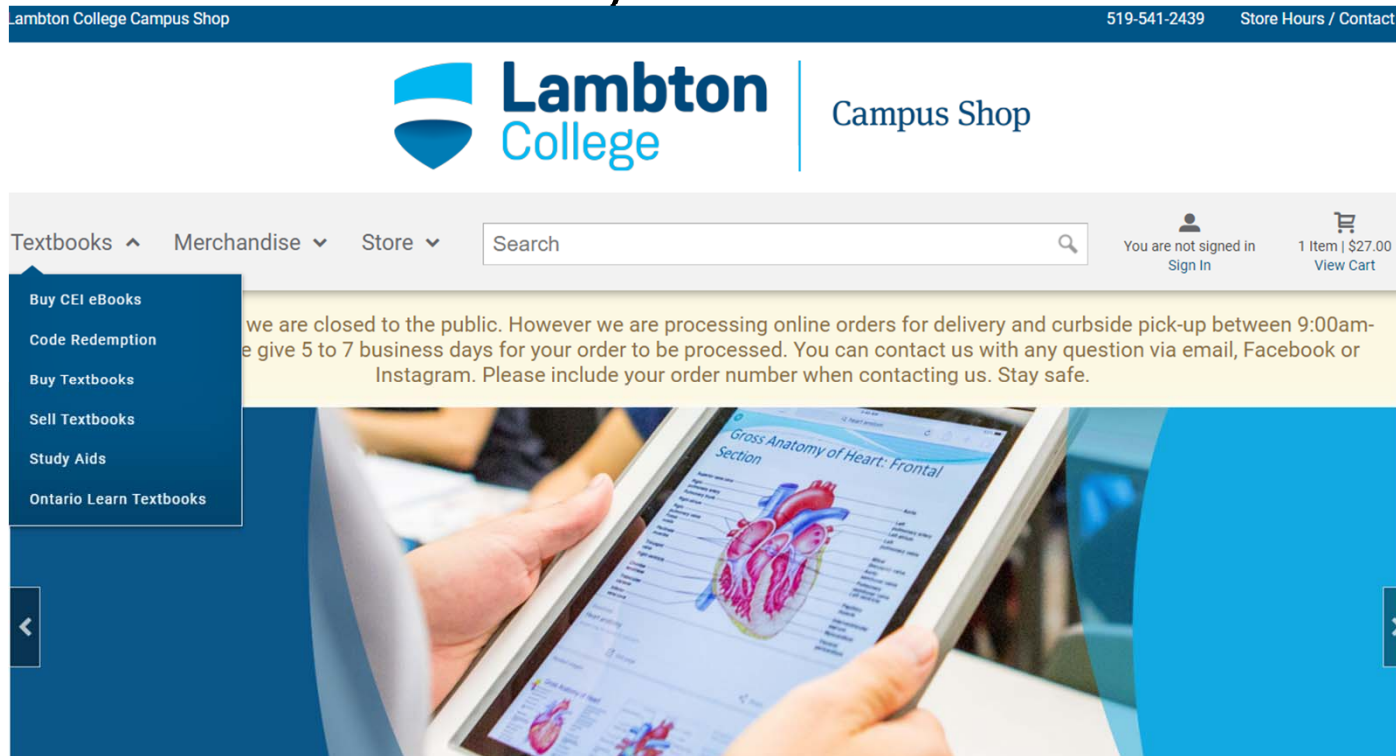 Lambton College Campus Shop
519-541-2439 Store Hours / Contact
Lambton
College
Campus Shop
Textbooks Merchandise Store Search
You are not signed in
Sign In
1 Item | $27.00
View Cart
Buy CEI eBooks
Code Redemption
Buy Textbooks
Sell Textbooks
Study Aids
Ontario Learn Textbooks
we are closed to the public. However we are processing online orders for delivery and curbside pick-up between 9:00am-
give 5 to 7 business days for your order to be processed. You can contact us with any question via email, Facebook or
Instagram. Please include your order number when contacting us. Stay safe.
Gross Anatomy of Heart: Frontal
Section